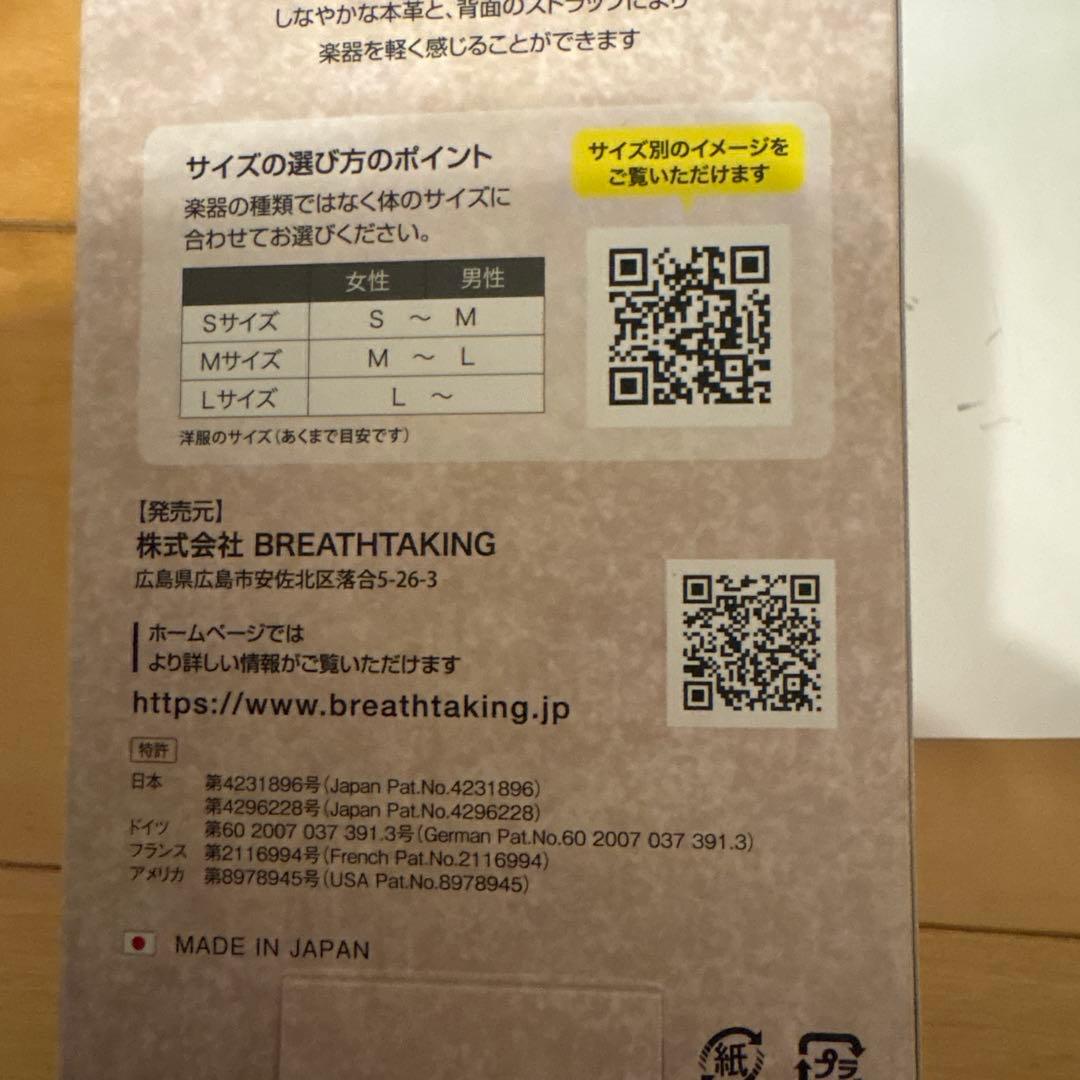 しなやかな本革と、背面のストラップにより
楽器を軽く感じることができます
サイズの選び方のポイント
楽器の種類ではなく体のサイズに
合わせてお選びください。
サイズ別のイメージを
ご覧いただけます
女性 男性
Sサイズ S ～ M
Mサイズ M ～ L
Lサイズ L ～
洋服のサイズ(あくまで目安です)
【発売元】
株式会社 BREATHTAKING
広島県広島市安佐北区落合5-26-3
ホームページでは
より詳しい情報がご覧いただけます
https://www.breathtaking.jp
特許
日本 第4231896号(Japan Pat.No.4231896)
第4296228号(Japan Pat.No.4296228)
ドイツ 第60 2007 037 391.3号(German Pat.No.60 2007 037 391.3)
フランス 第2116994号(French Pat.No.2116994)
アメリカ 第8978945号(USA Pat.No.8978945)
MADE IN JAPAN
紙 プラ